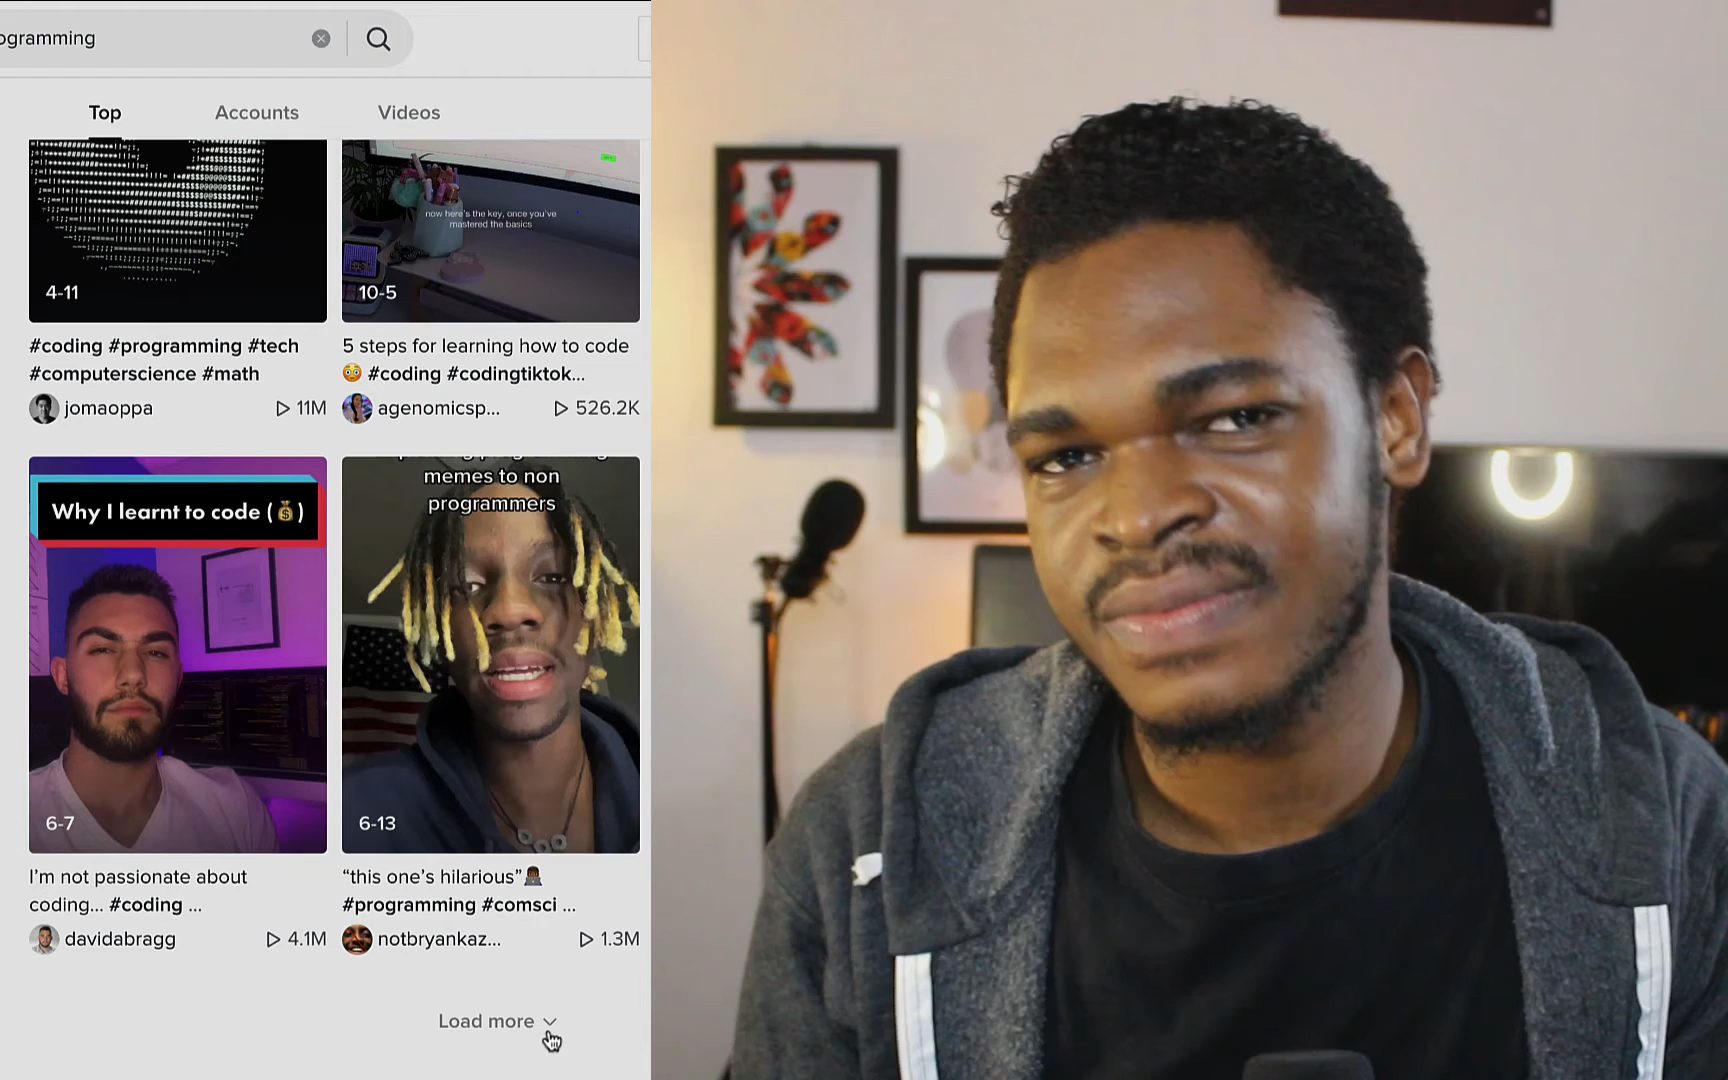 ogramming
Top
Accounts
Videos
now here's the key, once you've
mastered the basics
4-11
10-5
#coding #programming #tech
#computerscience #math
5 steps for learning how to code
😳 #coding #codingtiktok...
jomaoppa
11M
agenomicsp...
526.2K
Why I learnt to code (💰)
memes to non
programmers
6-7
6-13
I'm not passionate about
coding... #coding ...
“this one's hilarious”👨🏿‍💻
#programming #comsci ...
davidabragg
4.1M
notbryankaz...
1.3M
Load more